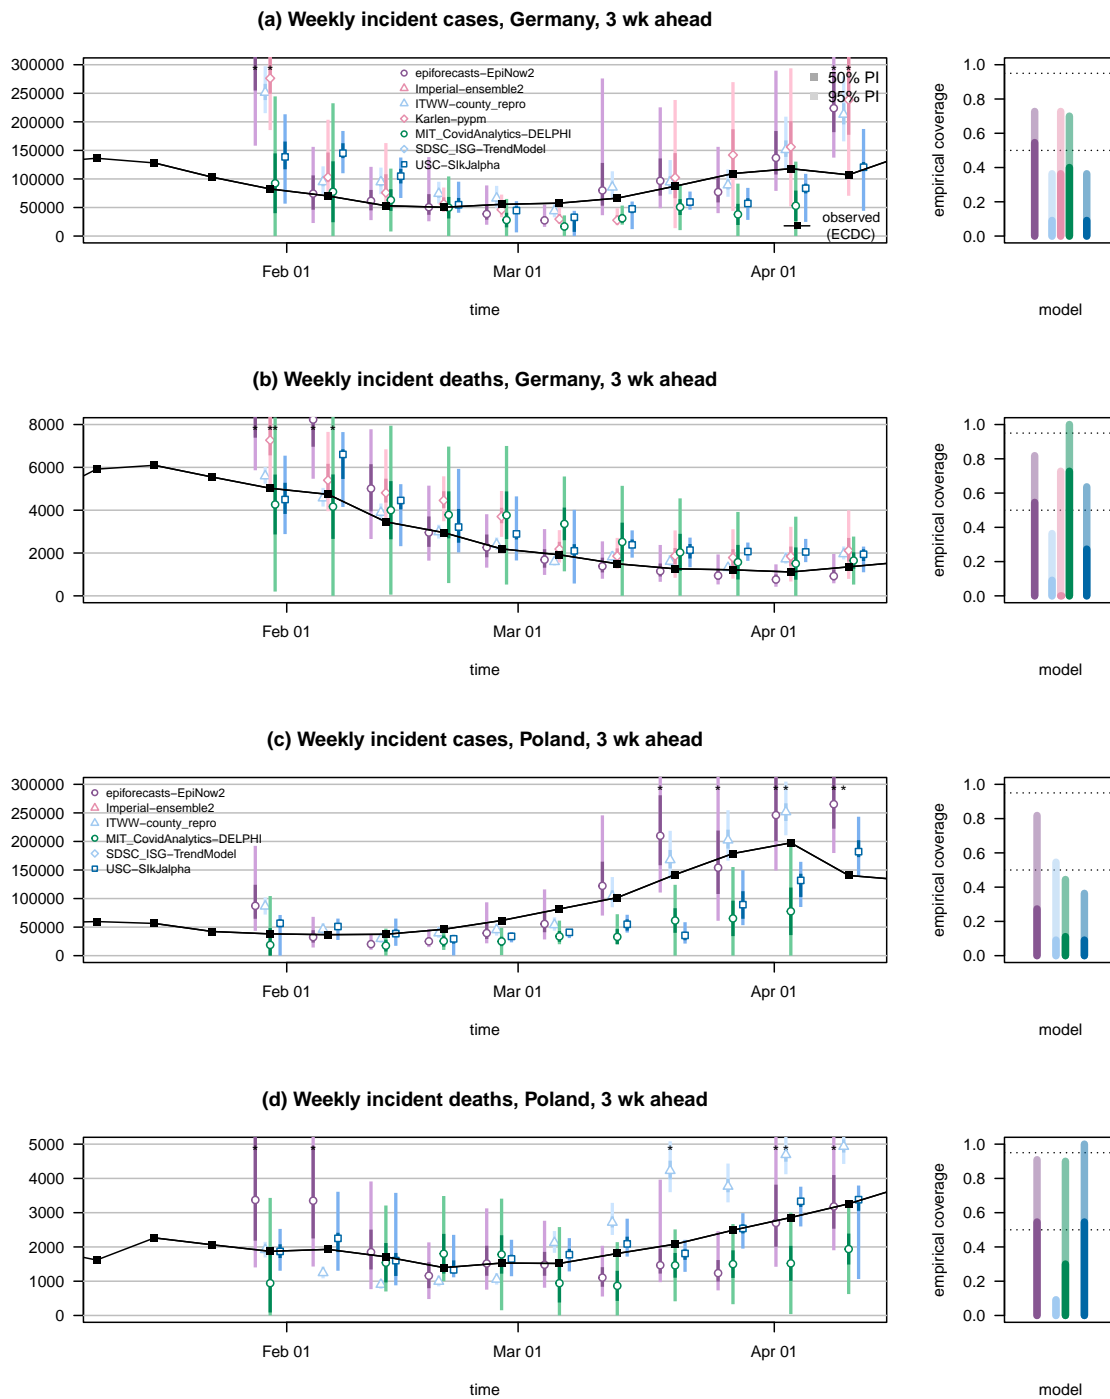 (a) Weekly incident cases, Germany, 3 wk ahead
300000
250000
200000
150000
100000
50000
0
epiforecasts−EpiNow2
Imperial−ensemble2
ITWW−county_repro
Karlen−pypm
MIT_CovidAnalytics−DELPHI
SDSC_ISG−TrendModel
USC−SIkJalpha
50% PI
95% PI
observed
(ECDC)
* * * *
Feb 01 Mar 01 Apr 01
time
empirical coverage
1.0
0.8
0.6
0.4
0.2
0.0
model
(b) Weekly incident deaths, Germany, 3 wk ahead
8000
6000
4000
2000
0
* ** * *
Feb 01 Mar 01 Apr 01
time
empirical coverage
1.0
0.8
0.6
0.4
0.2
0.0
model
(c) Weekly incident cases, Poland, 3 wk ahead
300000
250000
200000
150000
100000
50000
0
epiforecasts−EpiNow2
Imperial−ensemble2
ITWW−county_repro
MIT_CovidAnalytics−DELPHI
SDSC_ISG−TrendModel
USC−SIkJalpha
* * * * * *
Feb 01 Mar 01 Apr 01
time
empirical coverage
1.0
0.8
0.6
0.4
0.2
0.0
model
(d) Weekly incident deaths, Poland, 3 wk ahead
5000
4000
3000
2000
1000
0
* * * * * *
Feb 01 Mar 01 Apr 01
time
empirical coverage
1.0
0.8
0.6
0.4
0.2
0.0
model